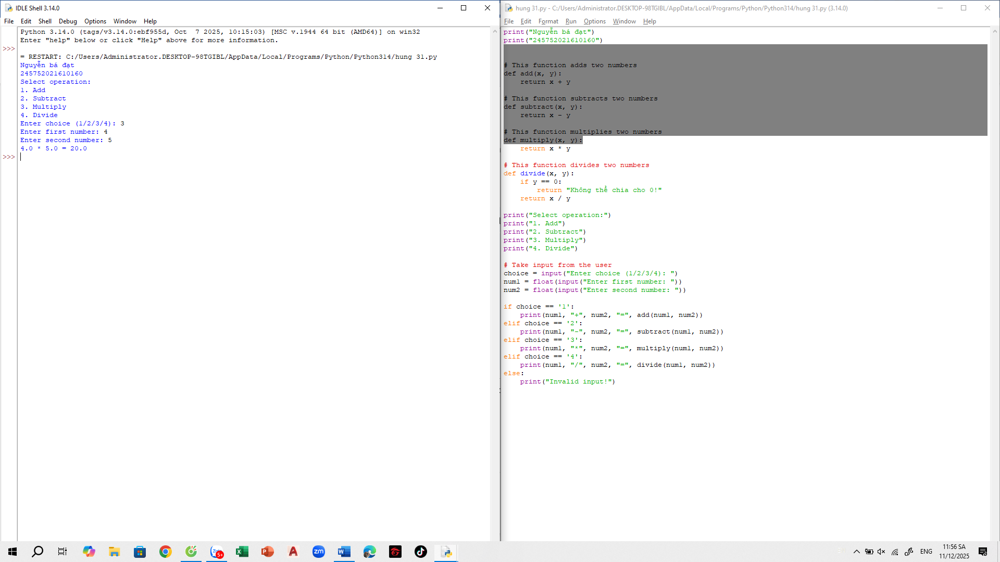 IDLE Shell 3.14.0
File Edit Shell Debug Options Window Help
Python 3.14.0 (tags/v3.14.0:ebf955d, Oct  7 2025, 10:15:03) [MSC v.1944 64 bit (AMD64)] on win32
Enter "help" below or click "Help" above for more information.
>>>
= RESTART: C:/Users/Administrator.DESKTOP-98TGIBL/AppData/Local/Programs/Python/Python314/hung 31.py
Nguyễn bá đạt
245752021610160
Select operation:
1. Add
2. Subtract
3. Multiply
4. Divide
Enter choice (1/2/3/4): 3
Enter first number: 4
Enter second number: 5
4.0 * 5.0 = 20.0
>>>
hung 31.py - C:/Users/Administrator.DESKTOP-98TGIBL/AppData/Local/Programs/Python/Python314/hung 31.py (3.14.0)
File Edit Format Run Options Window Help
print("Nguyễn bá đạt")
print("245752021610160")
# This function adds two numbers
def add(x, y):
    return x + y
# This function subtracts two numbers
def subtract(x, y):
    return x - y
# This function multiplies two numbers
def multiply(x, y):
    return x * y
# This function divides two numbers
def divide(x, y):
    if y == 0:
        return "Không thể chia cho 0!"
    return x / y
print("Select operation:")
print("1. Add")
print("2. Subtract")
print("3. Multiply")
print("4. Divide")
# Take input from the user
choice = input("Enter choice (1/2/3/4): ")
num1 = float(input("Enter first number: "))
num2 = float(input("Enter second number: "))
if choice == '1':
    print(num1, "+", num2, "=", add(num1, num2))
elif choice == '2':
    print(num1, "-", num2, "=", subtract(num1, num2))
elif choice == '3':
    print(num1, "*", num2, "=", multiply(num1, num2))
elif choice == '4':
    print(num1, "/", num2, "=", divide(num1, num2))
else:
    print("Invalid input!")
5+
zm
ENG
11:56 SA
11/12/2025